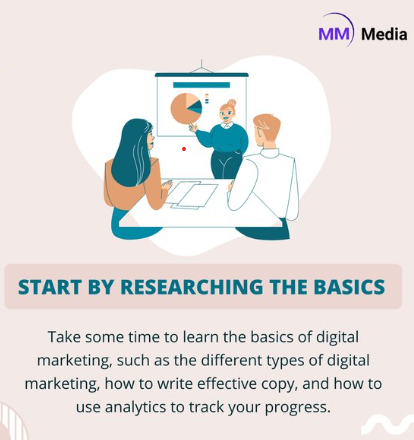 MM Media
START BY RESEARCHING THE BASICS
Take some time to learn the basics of digital
marketing, such as the different types of digital
marketing, how to write effective copy, and how to
use analytics to track your progress.